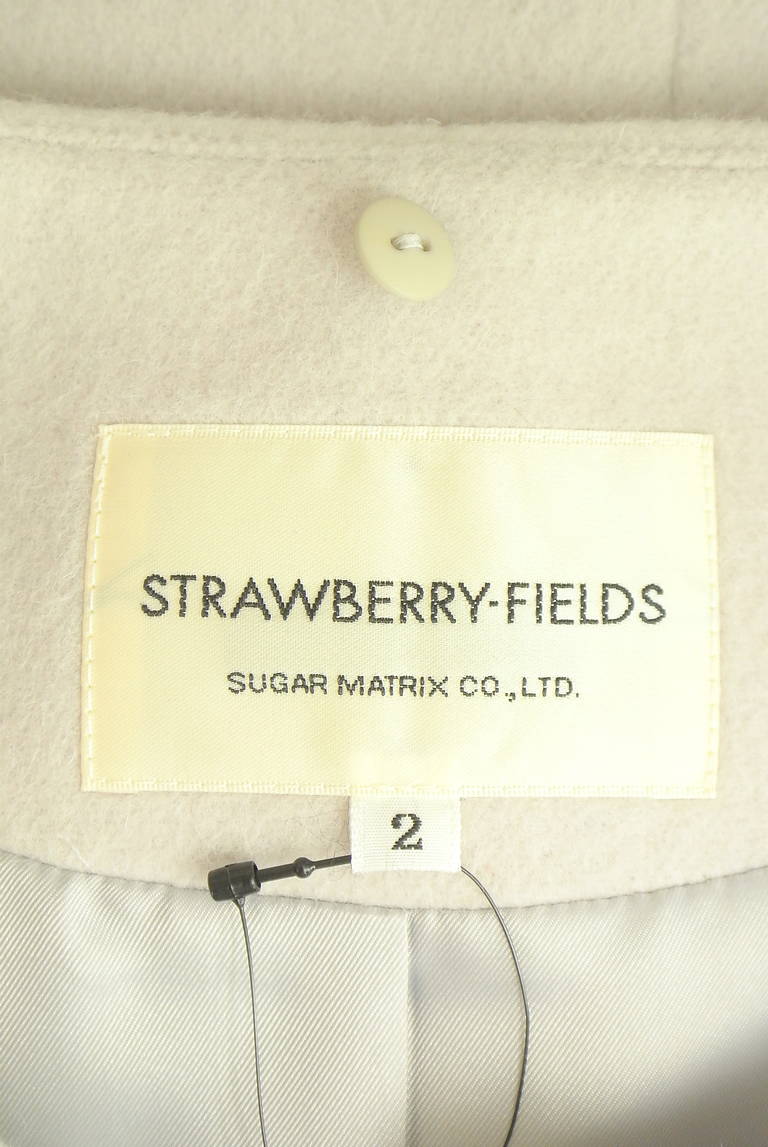 STRAWBERRY-FIELDS
SUGAR MATRIX CO.,LTD.
2